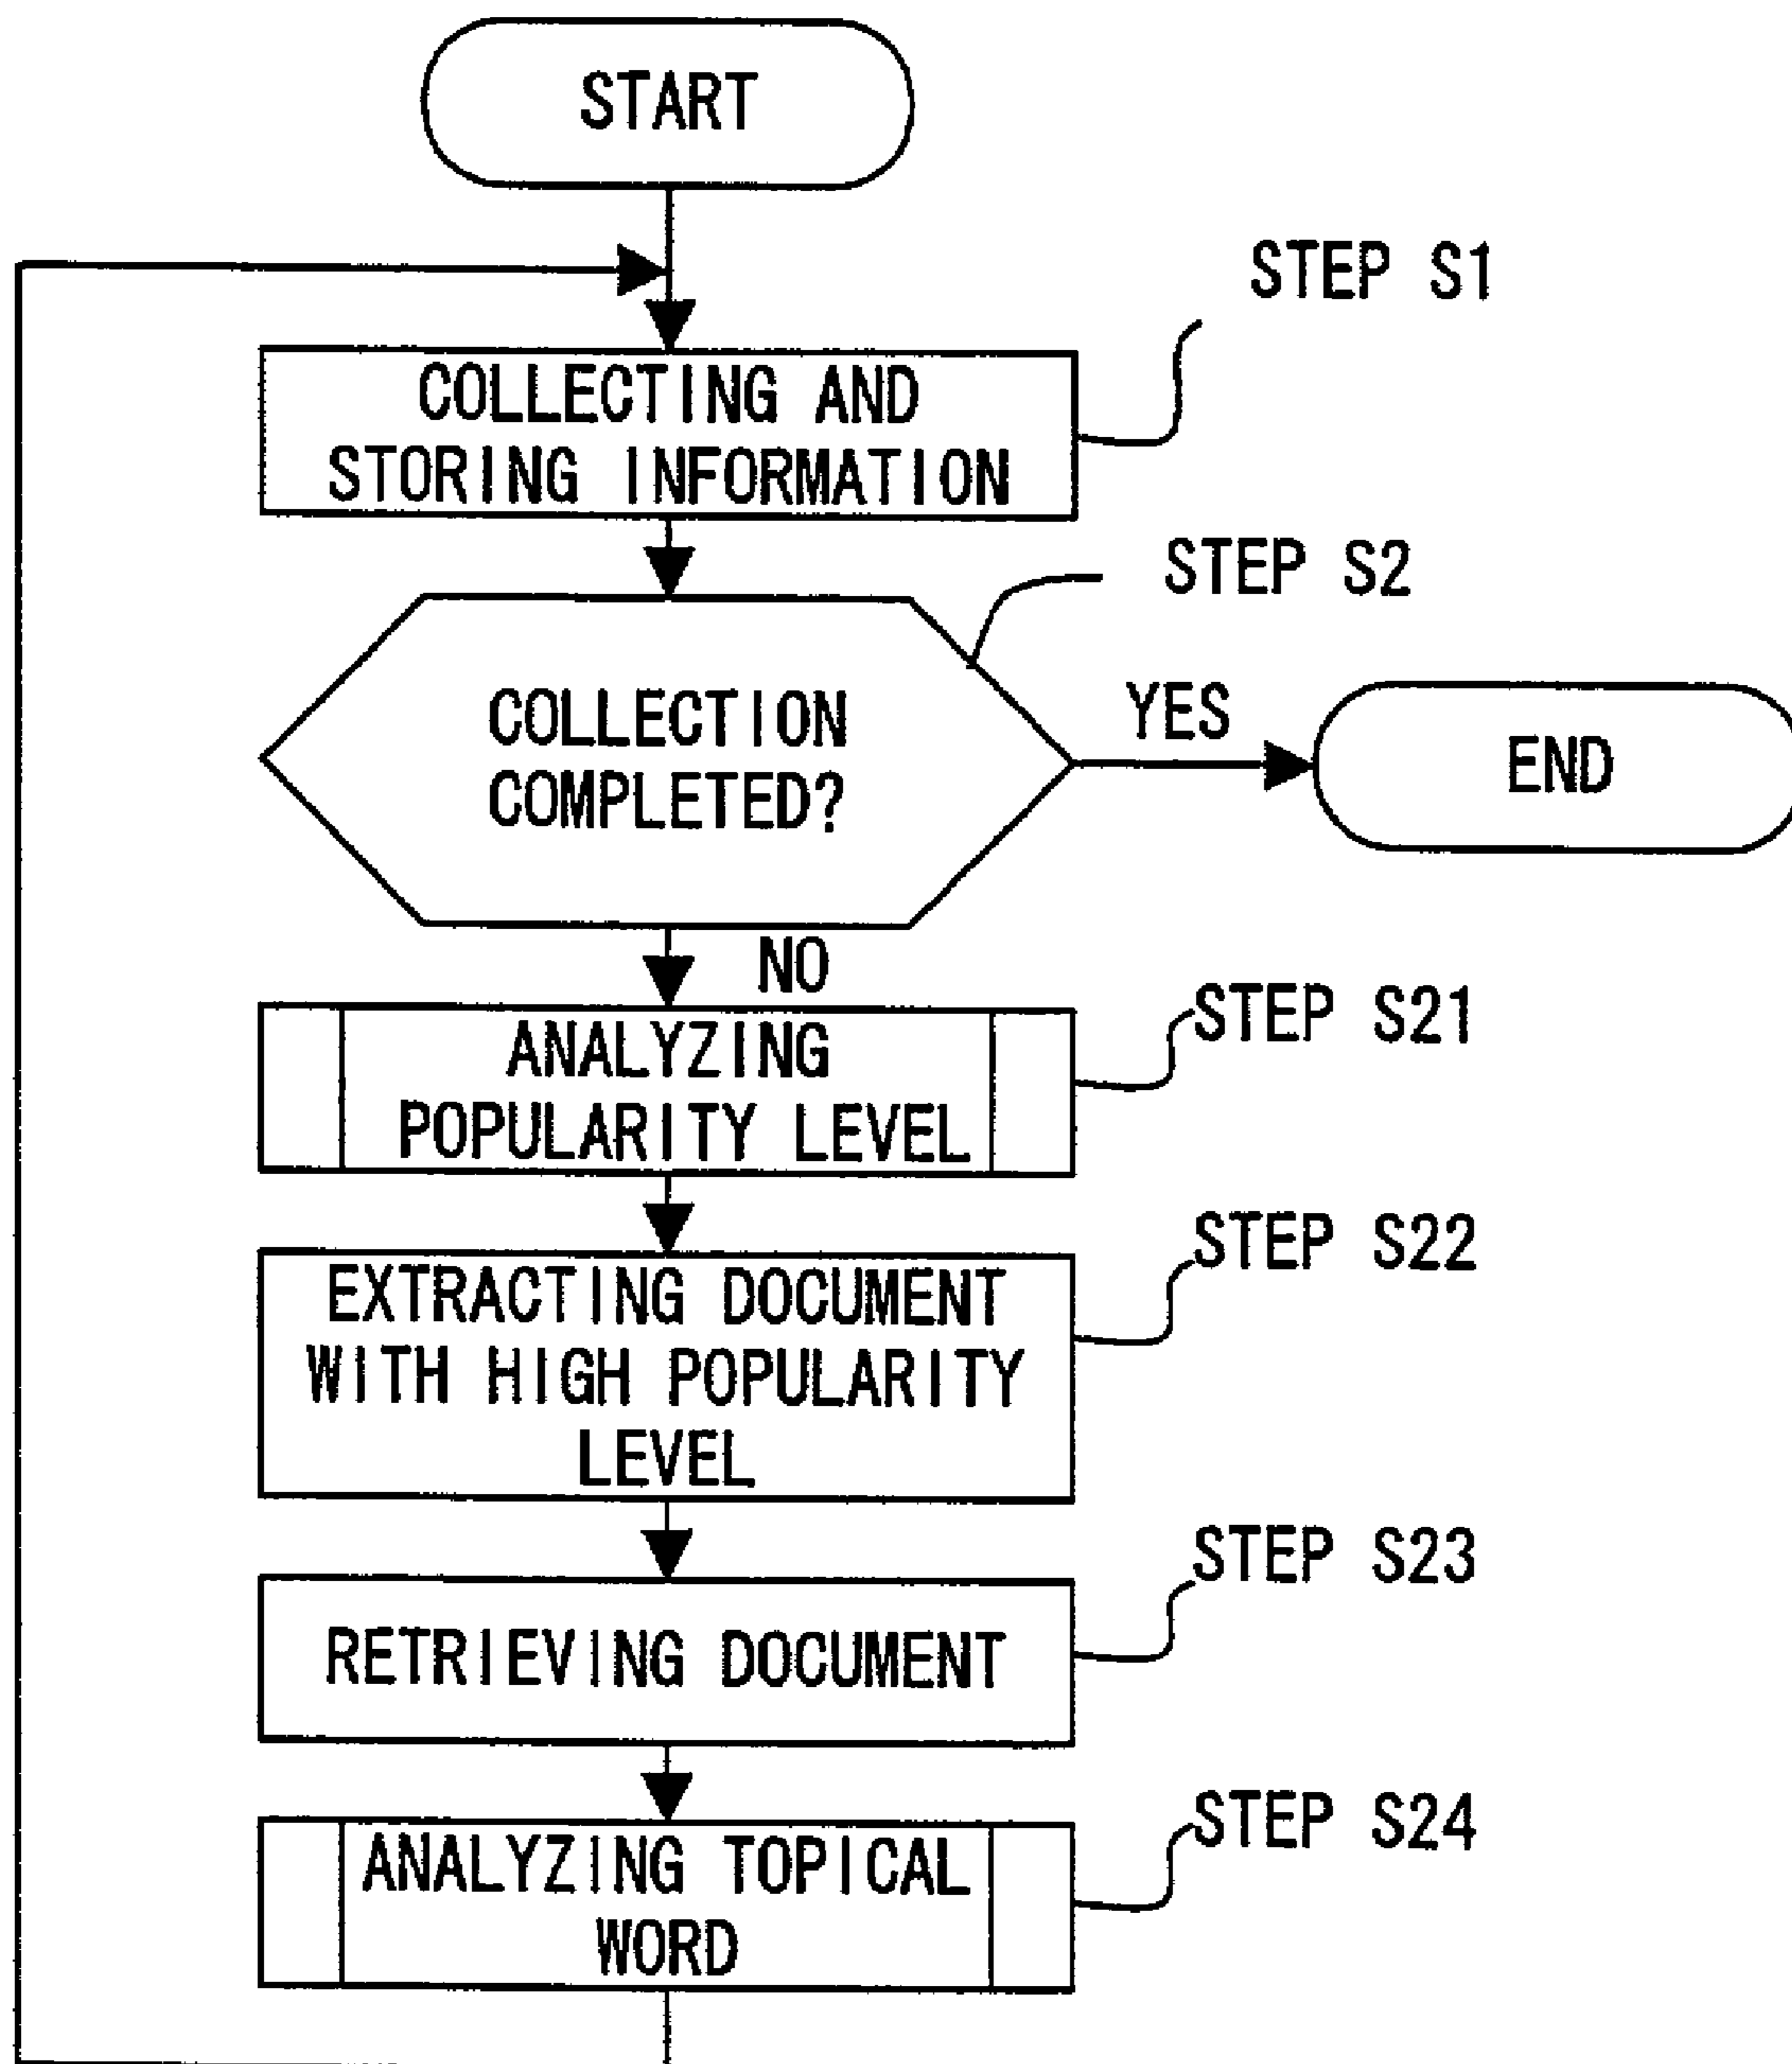 START
STEP S1
COLLECTING AND
STORING INFORMATION
STEP S2
COLLECTION
COMPLETED?
YES
END
NO
STEP S21
ANALYZING
POPULARITY LEVEL
STEP S22
EXTRACTING DOCUMENT
WITH HIGH POPULARITY
LEVEL
STEP S23
RETRIEVING DOCUMENT
STEP S24
ANALYZING TOPICAL
WORD